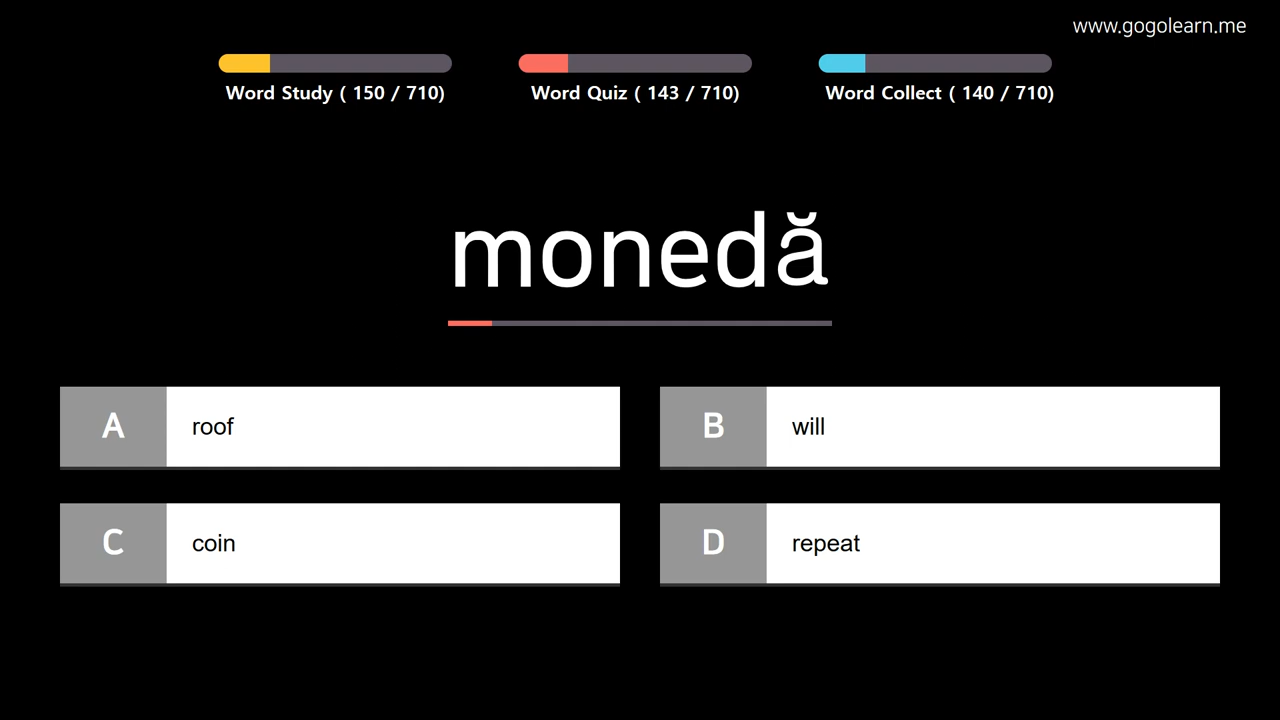 www.gogolearn.me
Word Study ( 150 / 710)
Word Quiz ( 143 / 710)
Word Collect ( 140 / 710)
monedă
A roof
B will
C coin
D repeat